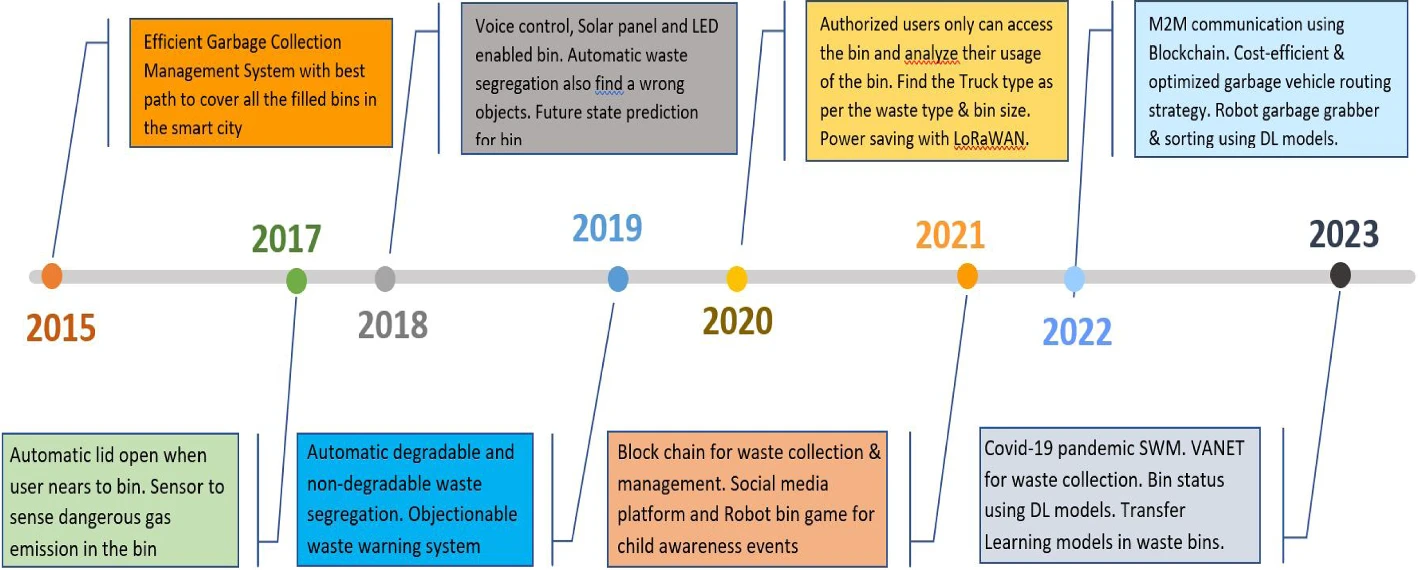 Efficient Garbage Collection
Management System with best
path to cover all the filled bins in
the smart city
Voice control, Solar panel and LED
enabled bin. Automatic waste
segregation also find a wrong
objects. Future state prediction
for bin
Authorized users only can access
the bin and analyze their usage
of the bin. Find the Truck type as
per the waste type & bin size.
Power saving with LoRaWAN.
M2M communication using
Blockchain. Cost-efficient &
optimized garbage vehicle routing
strategy. Robot garbage grabber
& sorting using DL models.
2015
2017
2018
2019
2020
2021
2022
2023
Automatic lid open when
user nears to bin. Sensor to
sense dangerous gas
emission in the bin
Automatic degradable and
non-degradable waste
segregation. Objectionable
waste warning system
Block chain for waste collection &
management. Social media
platform and Robot bin game for
child awareness events
Covid-19 pandemic SWM. VANET
for waste collection. Bin status
using DL models. Transfer
Learning models in waste bins.